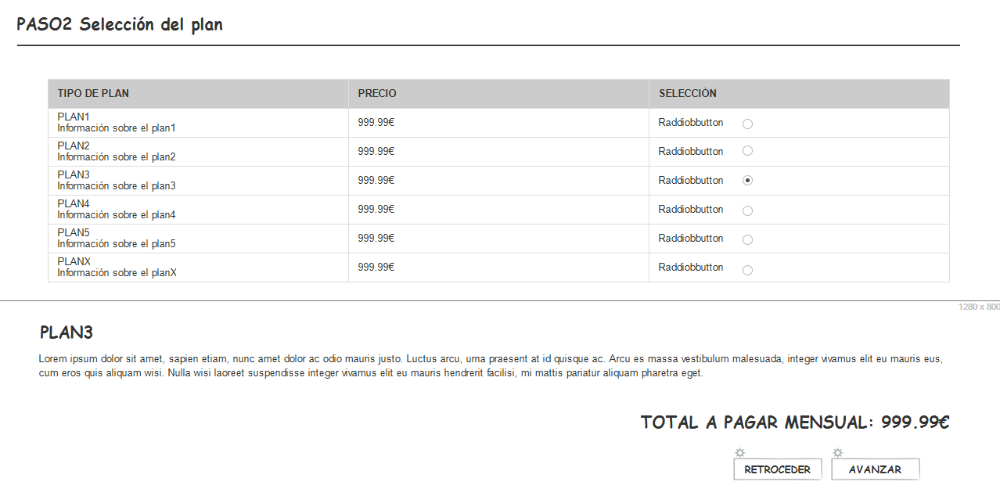 PASO2 Selección del plan
TIPO DE PLAN PRECIO SELECCIÓN
PLAN1
Información sobre el plan1
999.99€ Raddiobbutton
PLAN2
Información sobre el plan2
999.99€ Raddiobbutton
PLAN3
Información sobre el plan3
999.99€ Raddiobbutton
PLAN4
Información sobre el plan4
999.99€ Raddiobbutton
PLAN5
Información sobre el plan5
999.99€ Raddiobbutton
PLANX
Información sobre el planX
999.99€ Raddiobbutton
1280 x 800
PLAN3
Lorem ipsum dolor sit amet, sapien etiam, nunc amet dolor ac odio mauris justo. Luctus arcu, urna praesent at id quisque ac. Arcu es massa vestibulum malesuada, integer vivamus elit eu mauris eus,
cum eros quis aliquam wisi. Nulla wisi laoreet suspendisse integer vivamus elit eu mauris hendrerit facilisi, mi mattis pariatur aliquam pharetra eget.
TOTAL A PAGAR MENSUAL: 999.99€
RETROCEDER AVANZAR